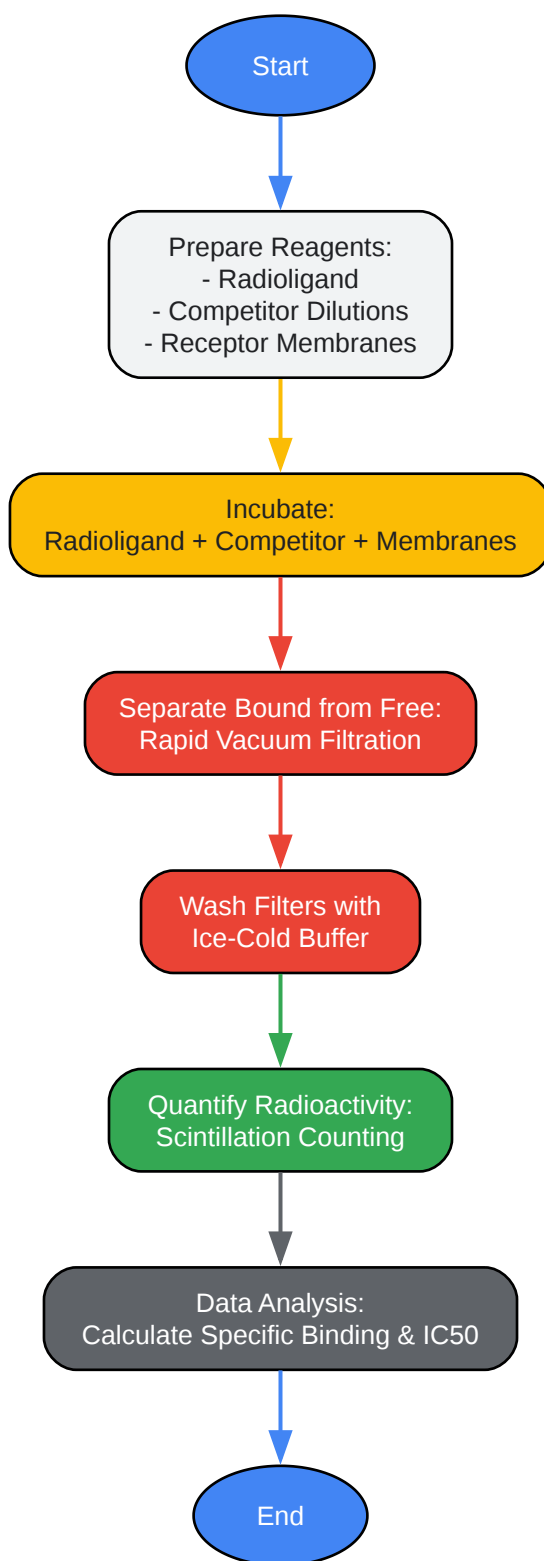 Start
Prepare Reagents:
- Radioligand
- Competitor Dilutions
- Receptor Membranes
Incubate:
Radioligand + Competitor + Membranes
Separate Bound from Free:
Rapid Vacuum Filtration
Wash Filters with
Ice-Cold Buffer
Quantify Radioactivity:
Scintillation Counting
Data Analysis:
Calculate Specific Binding & IC50
End